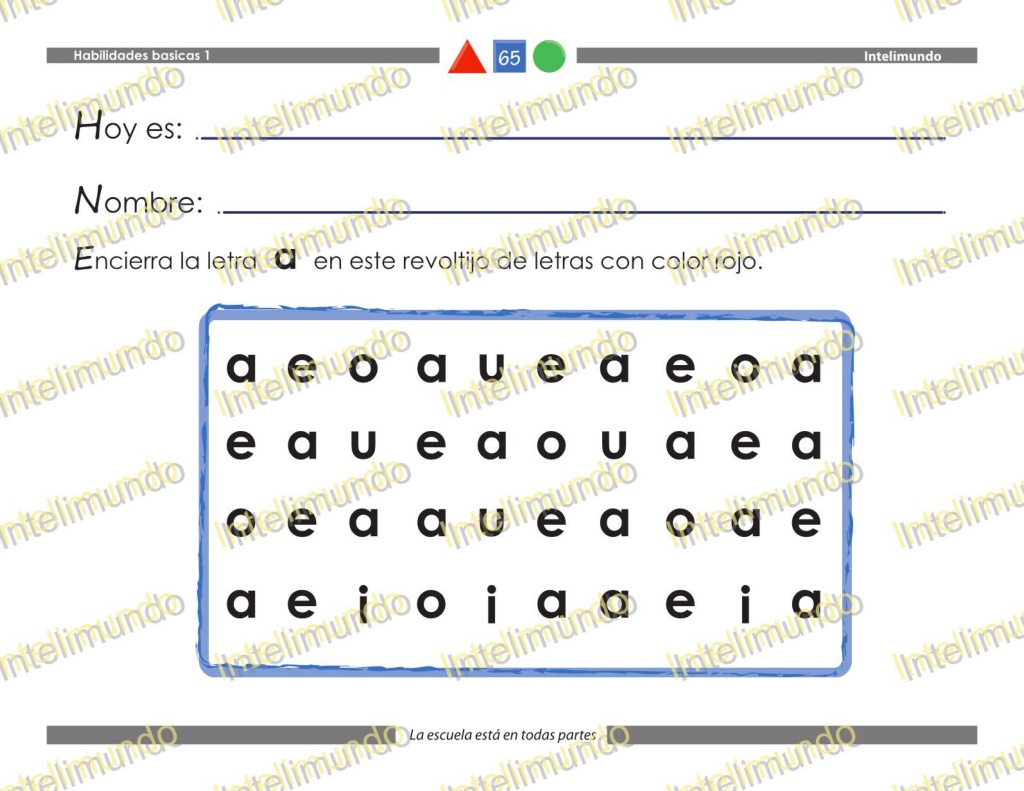 Habilidades basicas 1
65
Intelimundo
Hoy es:
Nombre:
Encierra la letra a en este revoltijo de letras con color rojo.
a e o a u e a e o a
e a u e a o u a e a
o e a a u e a o a e
a e ¡ o ¡ a a e ¡ a
La escuela está en todas partes
Intelimundo